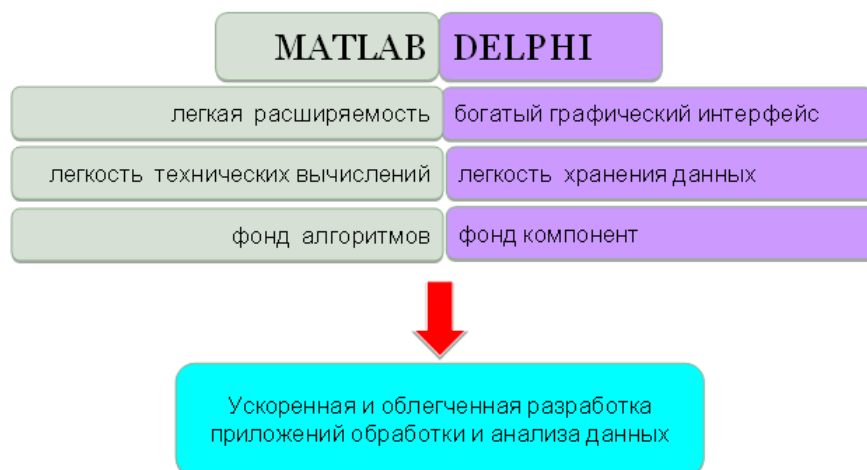 MATLAB DELPHI
легкая расширяемость богатый графический интерфейс
легкость технических вычислений легкость хранения данных
фонд алгоритмов фонд компонент
Ускоренная и облегченная разработка
приложений обработки и анализа данных